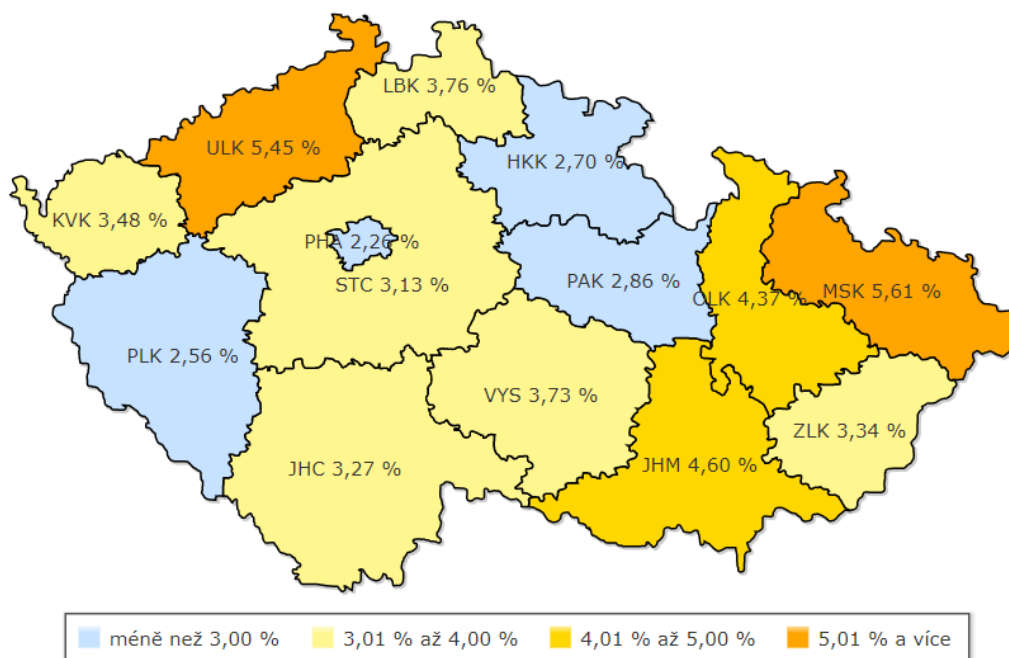 LBK 3,76 %
ULK 5,45 %
HKK 2,70 %
KVK 3,48 %
PHA 2,26 %
STC 3,13 %
PAK 2,86 %
OLK 4,37 %
MSK 5,61 %
PLK 2,56 %
VYS 3,73 %
ZLK 3,34 %
JHC 3,27 %
JHM 4,60 %
méně než 3,00 % 3,01 % až 4,00 % 4,01 % až 5,00 % 5,01 % a více